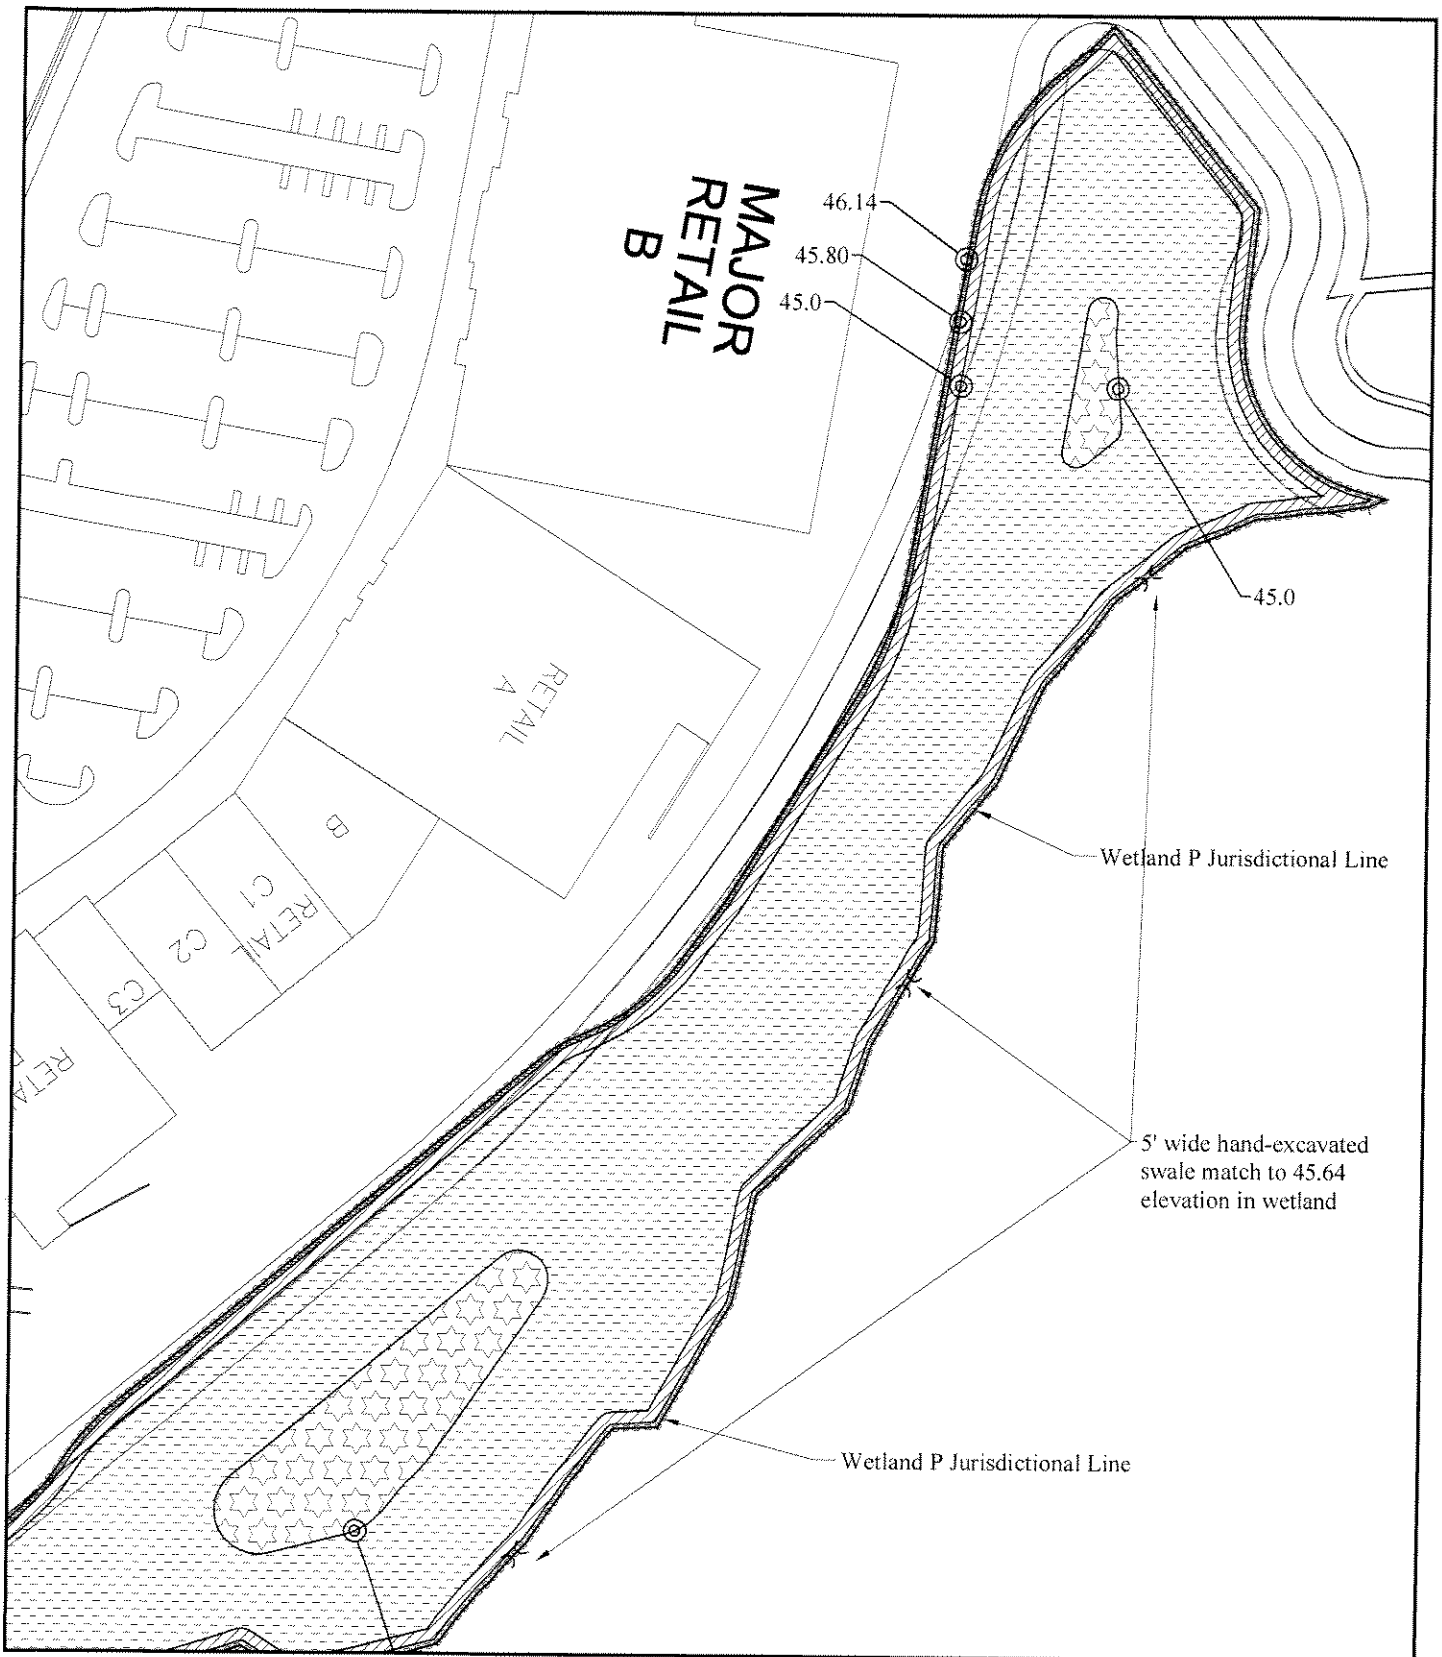 MAJOR
RETAIL
B
46.14
45.80
45.0
45.0
RETAIL
A
Wetland P Jurisdictional Line
B
RETAIL
C1
C2
C3
5' wide hand-excavated
swale match to 45.64
elevation in wetland
Wetland P Jurisdictional Line